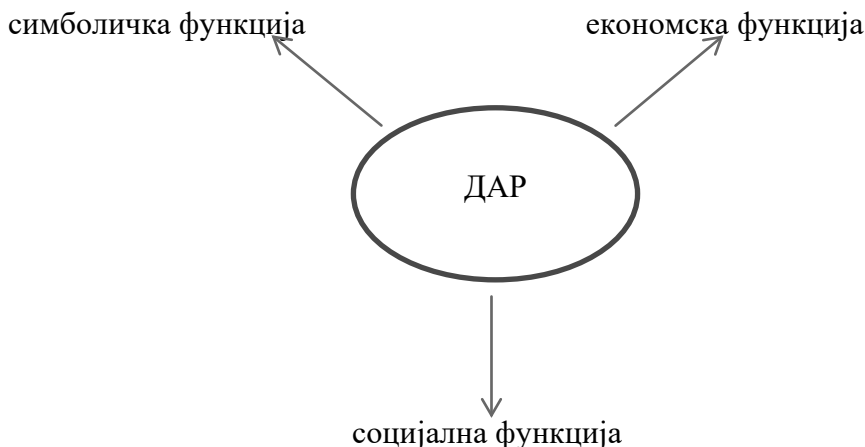 симболичка функција
економска функција
ДАР
социјална функција